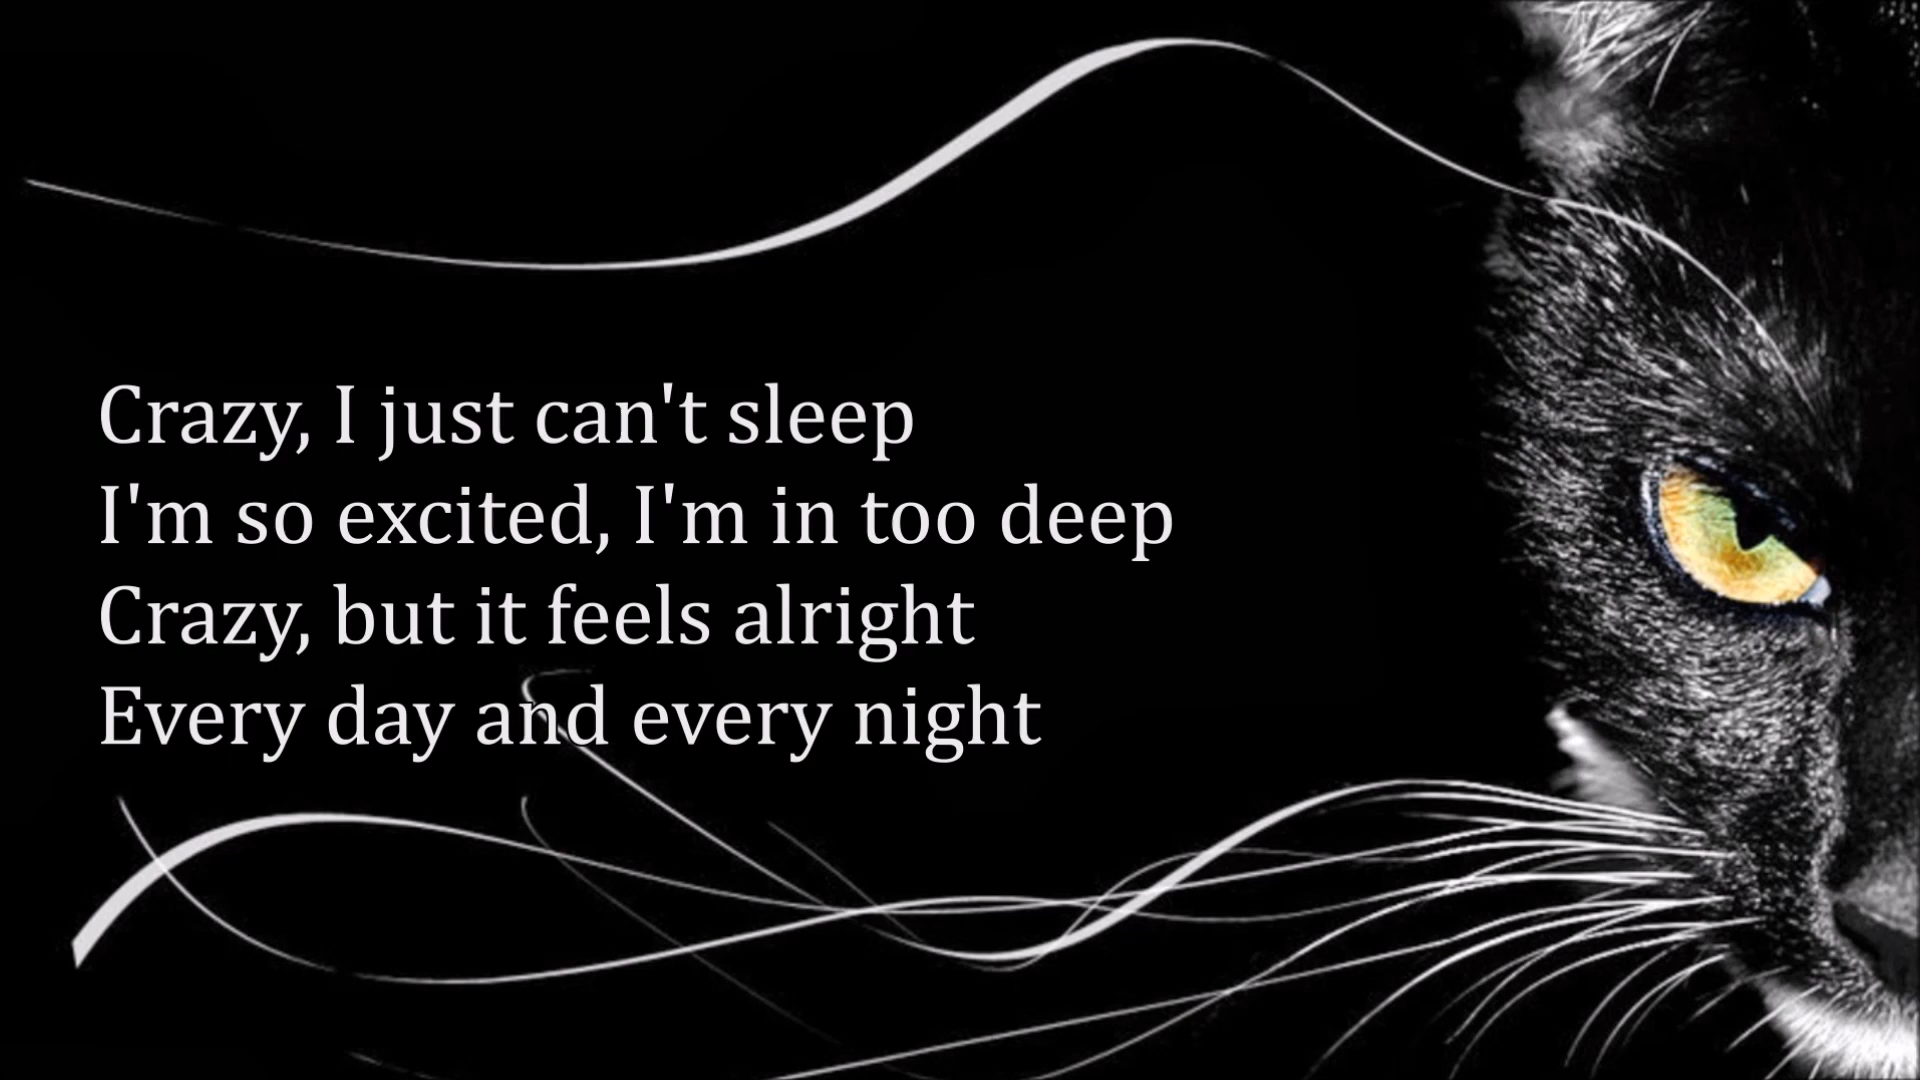 Crazy, I just can't sleep
I'm so excited, I'm in too deep
Crazy, but it feels alright
Every day and every night